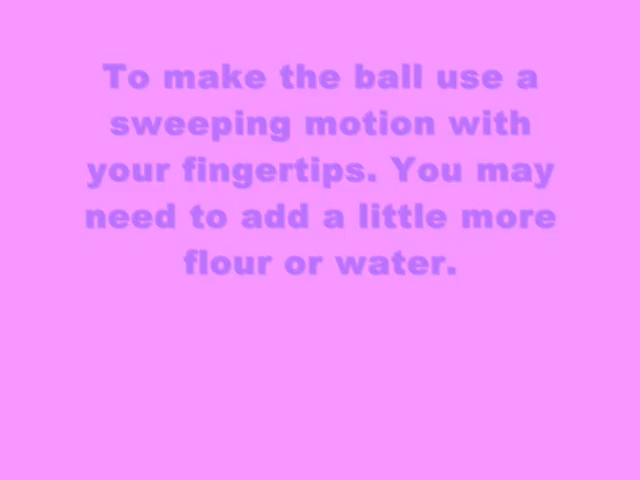 To make the ball use a
sweeping motion with
your fingertips. You may
need to add a little more
flour or water.